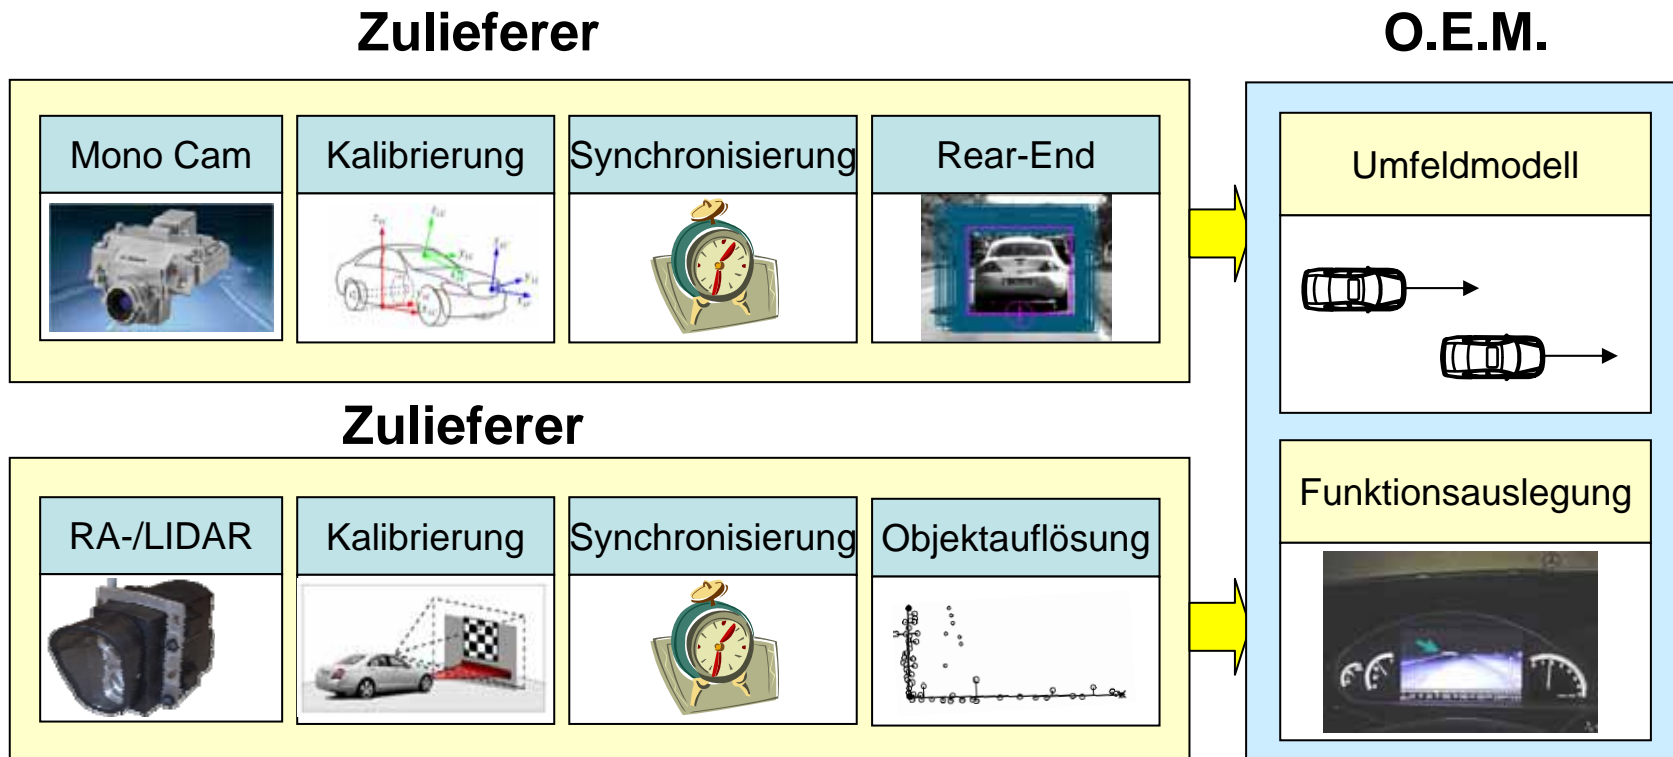 Zulieferer
O.E.M.
Mono Cam
Kalibrierung
Synchronisierung
Rear-End
Umfeldmodell
Zulieferer
RA-/LIDAR
Kalibrierung
Synchronisierung
Objektauflösung
Funktionsauslegung